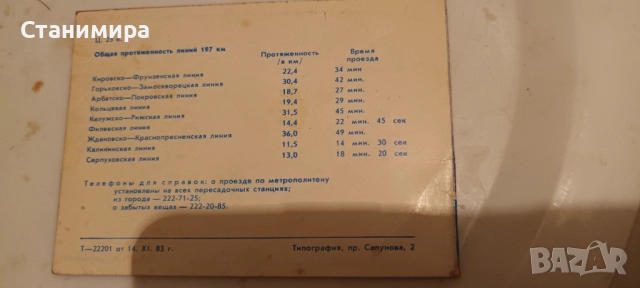 Станимира
Ц.
Общая протяженность линий 197 км
Протяженность /в км/
Время проезда
Кировско—Фрунзенская линия 22,4 34 мин
Горьковско—Замоскворецкая линия 30,4 42 мин.
Арбатско—Покровская линия 18,7 27 мин.
Кольцевая линия 19,4 29 мин.
Калужско—Рижская линия 31,5 45 мин.
Филевская линия 14,4 22 мин. 45 сек
Ждановско—Краснопресненская линия 36,0 49 мин.
Калининская линия 11,5 14 мин. 30 сек
Серпуховская линия 13,0 18 мин. 20 сек
Телефоны для справок: о проезде по метрополитену
установлены на всех пересадочных станциях;
из города — 222-71-25;
о забытых вещах — 222-20-85.
Т—22201 от 14. XI. 83 г. Типография, пр. Сапунова, 2
BAZAR
bg